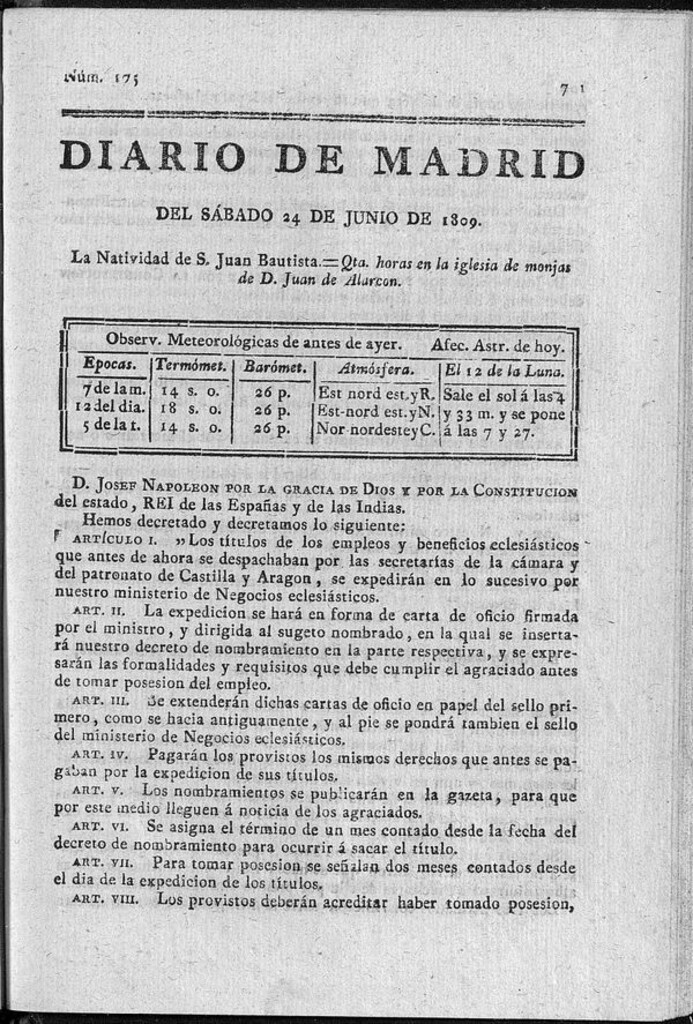 Núm. 175
701
DIARIO DE MADRID
DEL SÁBADO 24 DE JUNIO DE 1809.
La Natividad de S. Juan Bautista.=Qta. horas en la iglesia de monjas
de D. Juan de Alarcon.
Observ. Meteorológicas de antes de ayer. Afec. Astr. de hoy.
Epocas. Termómet. Barómet. Atmósfera. El 12 de la Luna.
7 de la m. 14 s. o. 26 p. Est nord est. y R. Sale el sol á las 4
12 del dia. 18 s. o. 26 p. Est-nord est. y N. y 33 m. y se pone
5 de la t. 14 s. o. 26 p. Nor nordeste y C. á las 7 y 27.
D. Josef Napoleon por la gracia de Dios y por la Constitucion
del estado, REI de las Españas y de las Indias.
Hemos decretado y decretamos lo siguiente:
ARTÍCULO I. „Los títulos de los empleos y beneficios eclesiásticos
que antes de ahora se despachaban por las secretarías de la cámara y
del patronato de Castilla y Aragon, se expedirán en lo sucesivo por
nuestro ministerio de Negocios eclesiásticos.
ART. II. La expedicion se hará en forma de carta de oficio firmada
por el ministro, y dirigida al sugeto nombrado, en la qual se inserta-
rá nuestro decreto de nombramiento en la parte respectiva, y se expre-
sarán las formalidades y requisitos que debe cumplir el agraciado antes
de tomar posesion del empleo.
ART. III. Se extenderán dichas cartas de oficio en papel del sello pri-
mero, como se hacia antiguamente, y al pie se pondrá tambien el sello
del ministerio de Negocios eclesiásticos.
ART. IV. Pagarán los provistos los mismos derechos que antes se pa-
gaban por la expedicion de sus títulos.
ART. V. Los nombramientos se publicarán en la gazeta, para que
por este medio lleguen á noticia de los agraciados.
ART. VI. Se asigna el término de un mes contado desde la fecha del
decreto de nombramiento para ocurrir á sacar el título.
ART. VII. Para tomar posesion se señalan dos meses contados desde
el dia de la expedicion de los títulos.
ART. VIII. Los provistos deberán acreditar haber tomado posesion,